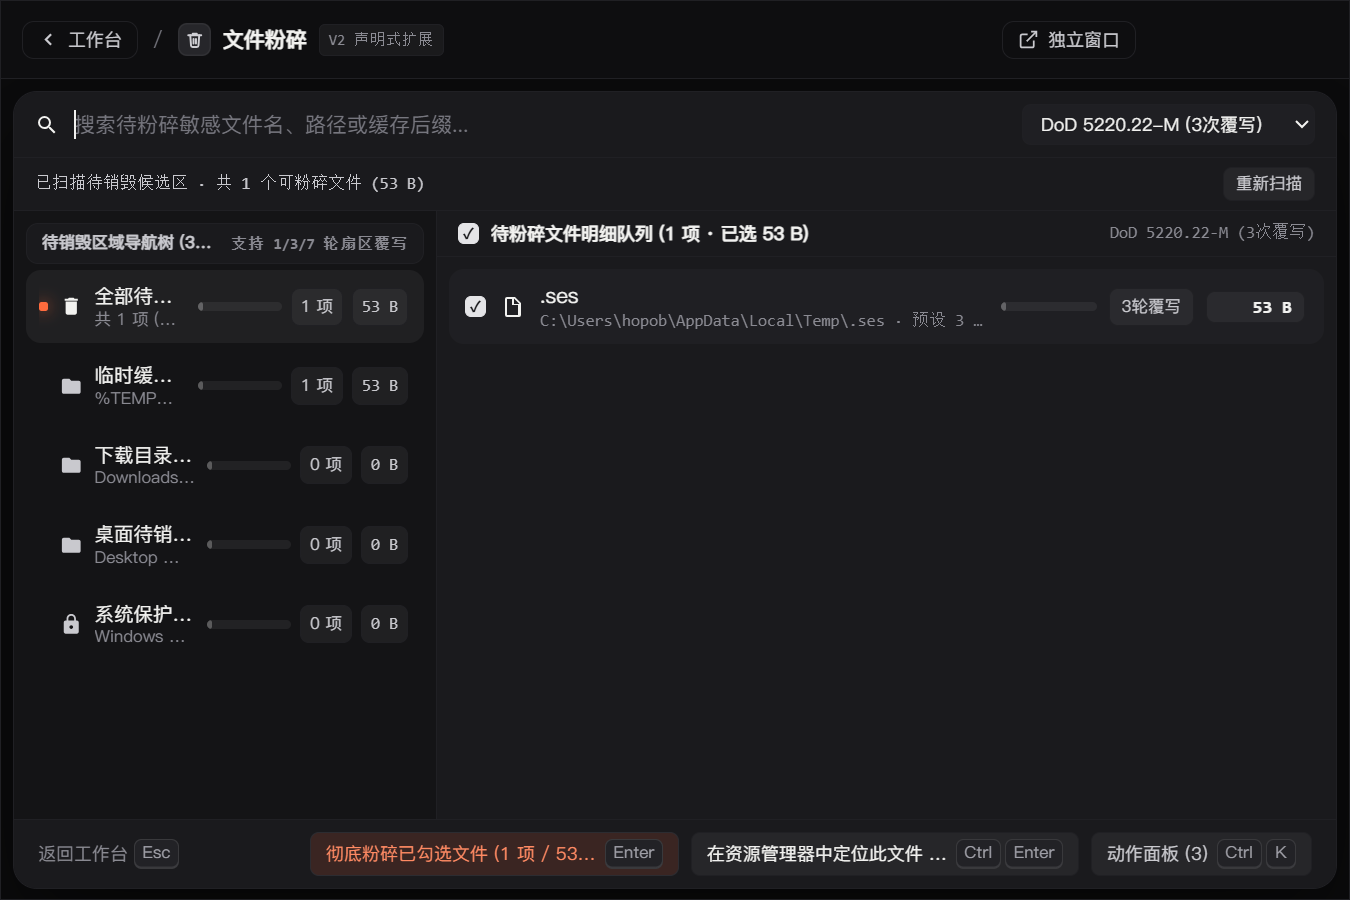 工作台 / 文件粉碎 V2 声明式扩展 独立窗口
搜索待粉碎敏感文件名、路径或缓存后缀... DoD 5220.22-M (3次覆写)
已扫描待销毁候选区 · 共 1 个可粉碎文件 (53 B) 重新扫描
待销毁区域导航树 (3... 支持 1/3/7 轮扇区覆写
全部待... 1 项 53 B
共 1 项 (...
临时缓... 1 项 53 B
%TEMP...
下载目录... 0 项 0 B
Downloads...
桌面待销... 0 项 0 B
Desktop ...
系统保护... 0 项 0 B
Windows ...
待粉碎文件明细队列 (1 项 · 已选 53 B) DoD 5220.22-M (3次覆写)
.ses 3轮覆写 53 B
C:\Users\hopob\AppData\Local\Temp\.ses · 预设 3 ...
返回工作台 Esc 彻底粉碎已勾选文件 (1 项 / 53... Enter 在资源管理器中定位此文件 ... Ctrl Enter 动作面板 (3) Ctrl K